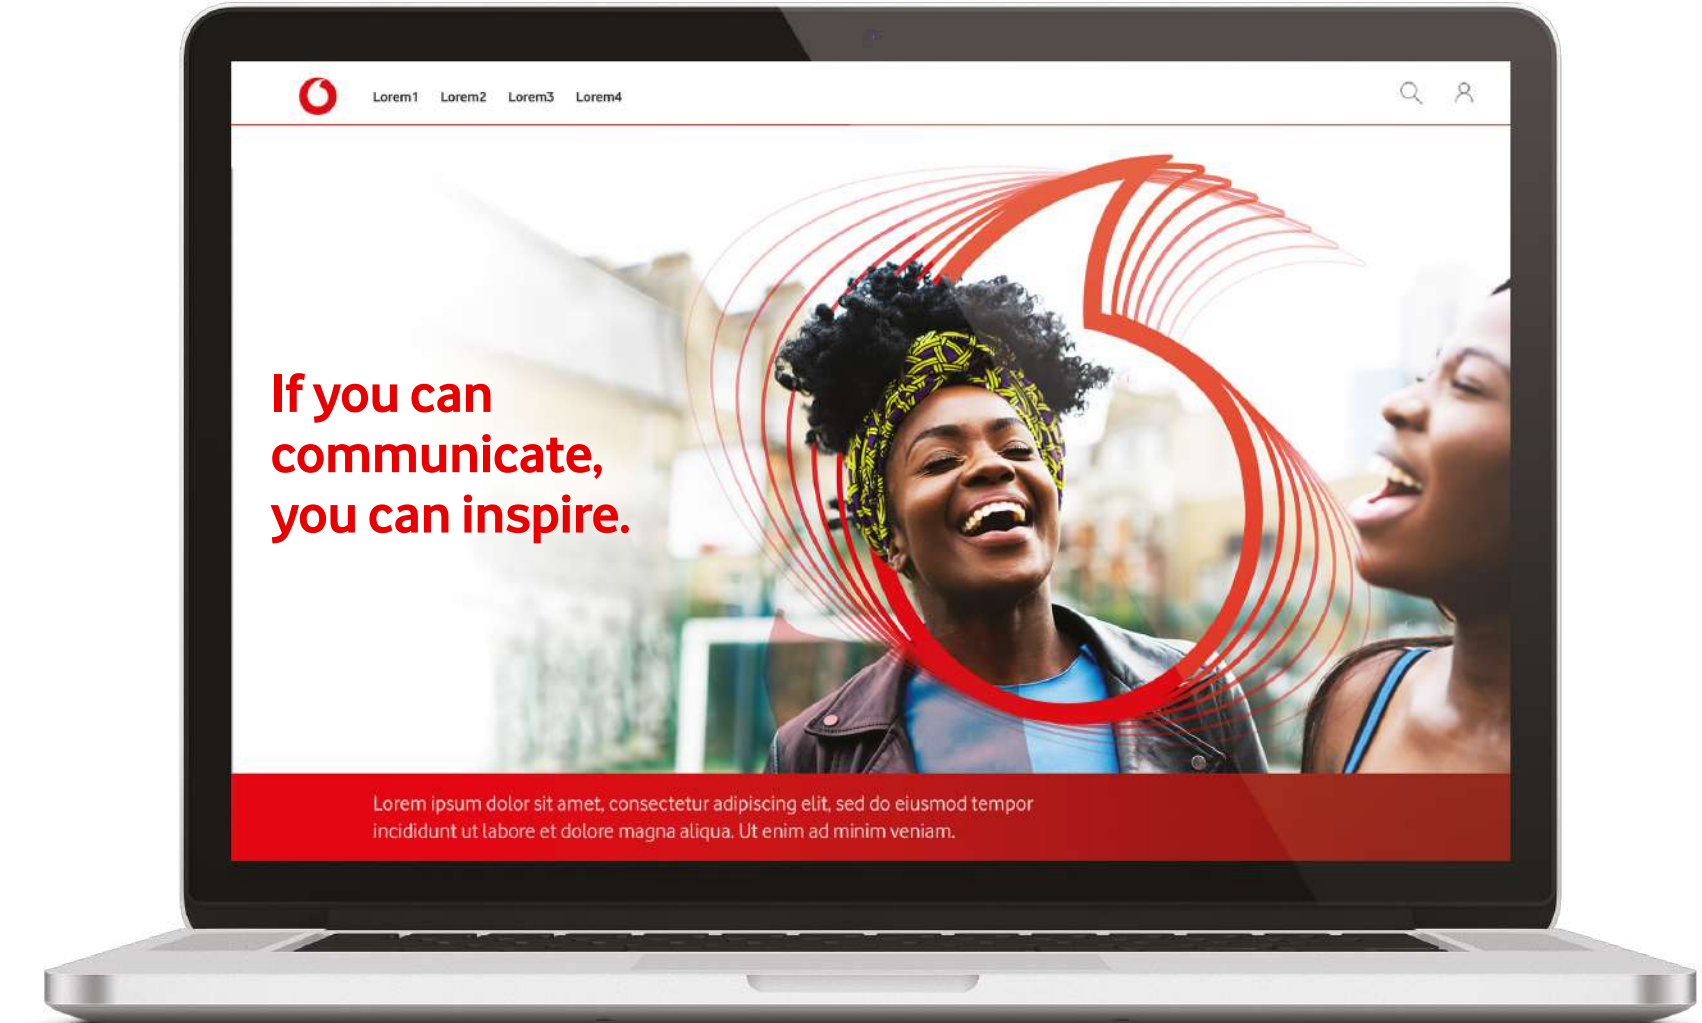 Lorem1 Lorem2 Lorem3 Lorem4
If you can
communicate,
you can inspire.
Lorem ipsum dolor sit amet, consectetur adipiscing elit, sed do eiusmod tempor
incididunt ut labore et dolore magna aliqua. Ut enim ad minim veniam.